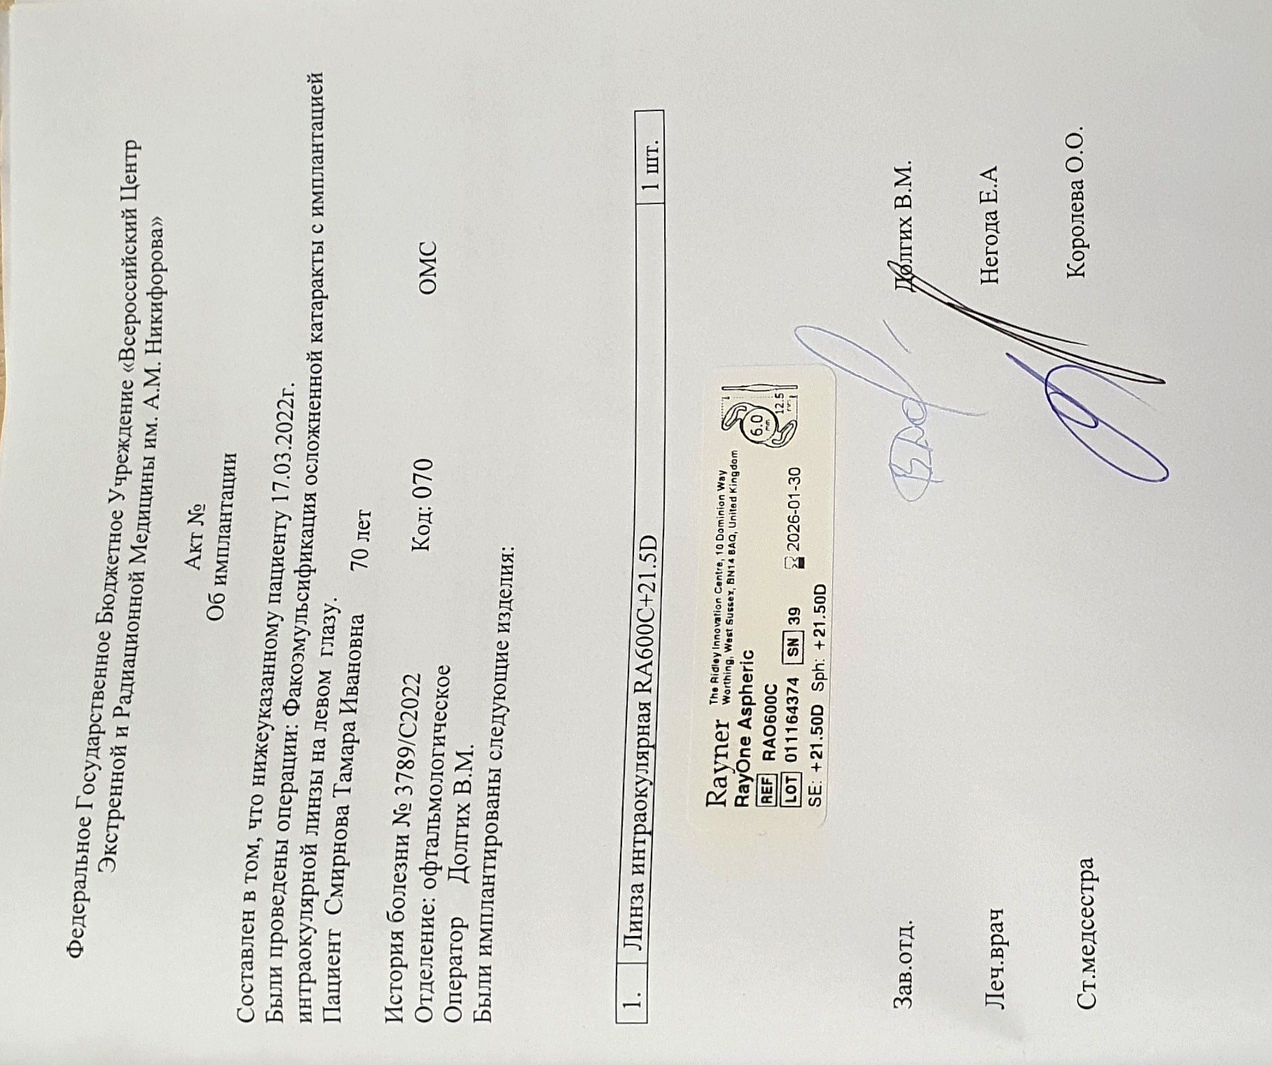 Федеральное Государственное Бюджетное Учреждение «Всероссийский Центр
Экстренной и Радиационной Медицины им. А.М. Никифорова»
Акт №
Об имплантации
Составлен в том, что нижеуказанному пациенту 17.03.2022г.
Были проведены операции: Факоэмульсификация осложненной катаракты с имплантацией
интраокулярной линзы на левом глазу.
Пациент Смирнова Тамара Ивановна 70 лет
История болезни № 3789/С2022
Отделение: офтальмологическое Код: 070 ОМС
Оператор Долгих В.М.
Были имплантированы следующие изделия:
1. Линза интраокулярная RA600C+21.5D 1 шт.
Rayner The Ridley Innovation Centre, 10 Dominion Way
Worthing, West Sussex, BN14 8AQ, United Kingdom
RayOne Aspheric
REF RAO600C
LOT 011164374 SN 39 2026-01-30
SE: +21.50D Sph: +21.50D
6.0
mm
12.5
mm
Зав.отд. Долгих В.М.
Леч.врач Негода Е.А
Ст.медсестра Королева О.О.